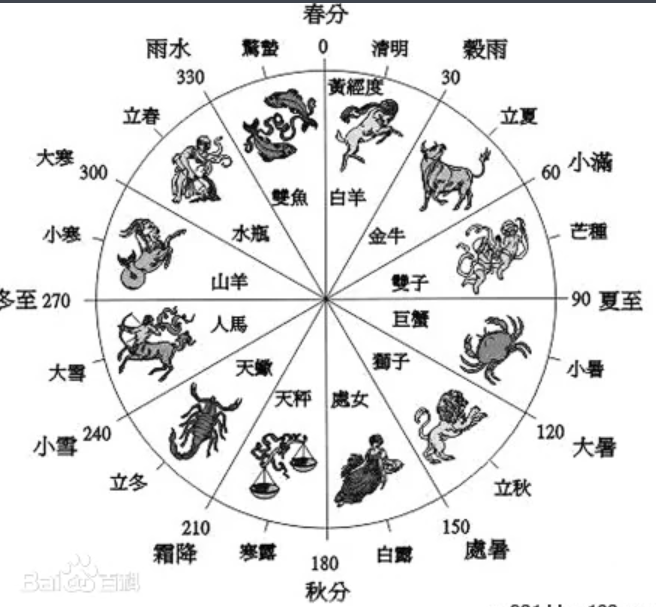 春分
雨水
驚蟄
0
清明
穀雨
330
黃經度
30
立春
立夏
大寒
300
60
小滿
雙魚
白羊
小寒
水瓶
金牛
芒種
山羊
雙子
冬至
270
90
夏至
人馬
巨蟹
大雪
天蠍
獅子
小暑
天秤
處女
小雪
240
120
大暑
立冬
立秋
210
150
霜降
寒露
白露
處暑
180
秋分
Baidu百科